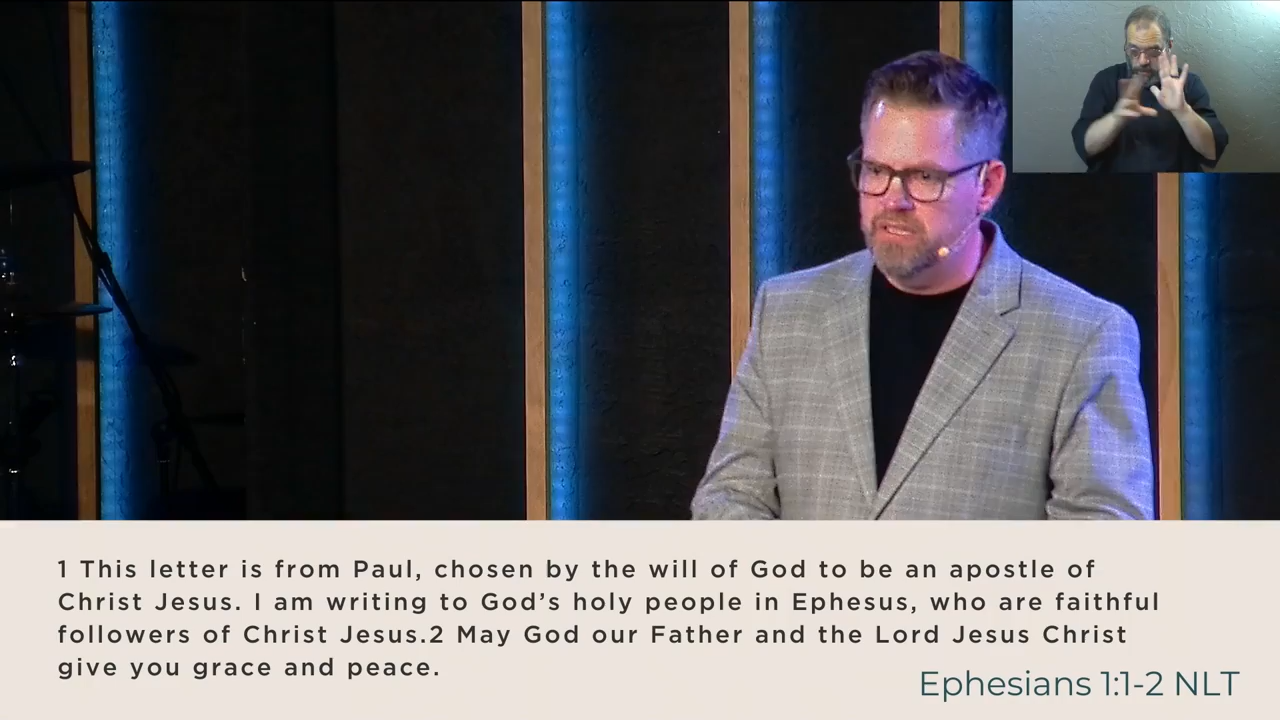 1 This letter is from Paul, chosen by the will of God to be an apostle of
Christ Jesus. I am writing to God’s holy people in Ephesus, who are faithful
followers of Christ Jesus.2 May God our Father and the Lord Jesus Christ
give you grace and peace.
Ephesians 1:1-2 NLT